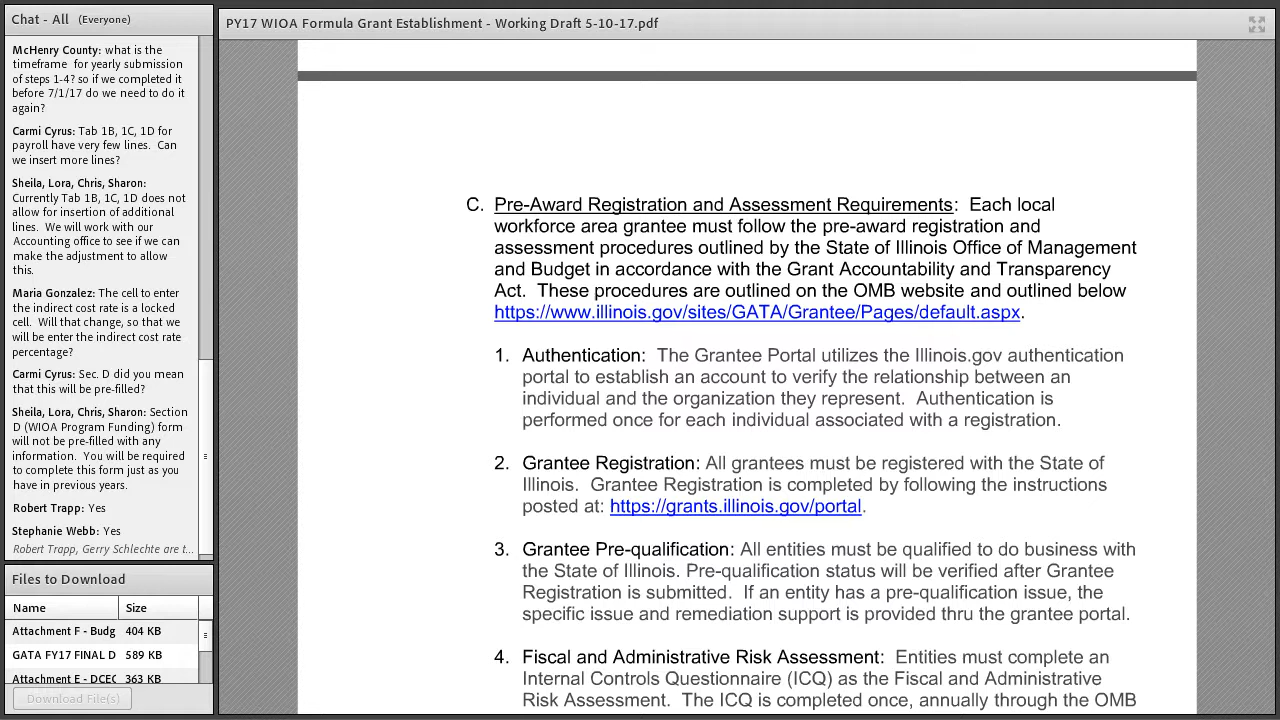 Chat - All (Everyone)
McHenry County: what is the
timeframe for yearly submission
of steps 1-4? so if we completed it
before 7/1/17 do we need to do it
again?
Carmi Cyrus: Tab 1B, 1C, 1D for
payroll have very few lines. Can
we insert more lines?
Sheila, Lora, Chris, Sharon:
Currently Tab 1B, 1C, 1D does not
allow for insertion of additional
lines. We will work with our
Accounting office to see if we can
make the adjustment to allow
this.
Maria Gonzalez: The cell to enter
the indirect cost rate is a locked
cell. Will that change, so that we
will be enter the indirect cost rate
percentage?
Carmi Cyrus: Sec. D did you mean
that this will be pre-filled?
Sheila, Lora, Chris, Sharon: Section
D (WIOA Program Funding) form
will not be pre-filled with any
information. You will be required
to complete this form just as you
have in previous years.
Robert Trapp: Yes
Stephanie Webb: Yes
Robert Trapp, Gerry Schlechte are t...
Files to Download
Name Size
Attachment F - Budg 404 KB
GATA FY17 FINAL D 589 KB
Attachment E - DCEC 363 KB
Download File(s)
PY17 WIOA Formula Grant Establishment - Working Draft 5-10-17.pdf
C. Pre-Award Registration and Assessment Requirements: Each local
workforce area grantee must follow the pre-award registration and
assessment procedures outlined by the State of Illinois Office of Management
and Budget in accordance with the Grant Accountability and Transparency
Act. These procedures are outlined on the OMB website and outlined below
https://www.illinois.gov/sites/GATA/Grantee/Pages/default.aspx.
1. Authentication: The Grantee Portal utilizes the Illinois.gov authentication
portal to establish an account to verify the relationship between an
individual and the organization they represent. Authentication is
performed once for each individual associated with a registration.
2. Grantee Registration: All grantees must be registered with the State of
Illinois. Grantee Registration is completed by following the instructions
posted at: https://grants.illinois.gov/portal.
3. Grantee Pre-qualification: All entities must be qualified to do business with
the State of Illinois. Pre-qualification status will be verified after Grantee
Registration is submitted. If an entity has a pre-qualification issue, the
specific issue and remediation support is provided thru the grantee portal.
4. Fiscal and Administrative Risk Assessment: Entities must complete an
Internal Controls Questionnaire (ICQ) as the Fiscal and Administrative
Risk Assessment. The ICQ is completed once, annually through the OMB